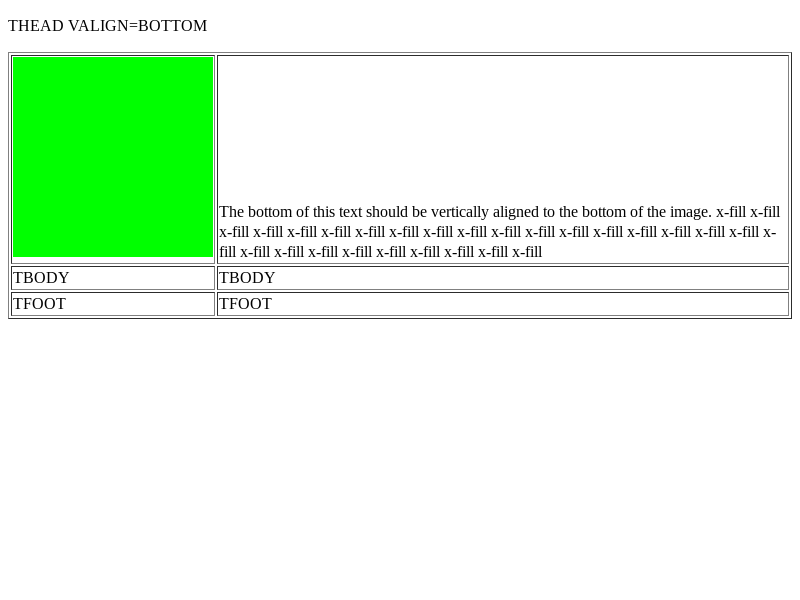 THEAD VALIGN=BOTTOM
The bottom of this text should be vertically aligned to the bottom of the image. x-fill x-fill
x-fill x-fill x-fill x-fill x-fill x-fill x-fill x-fill x-fill x-fill x-fill x-fill x-fill x-fill x-fill x-fill x-
fill x-fill x-fill x-fill x-fill x-fill x-fill x-fill x-fill x-fill
TBODY TBODY
TFOOT TFOOT